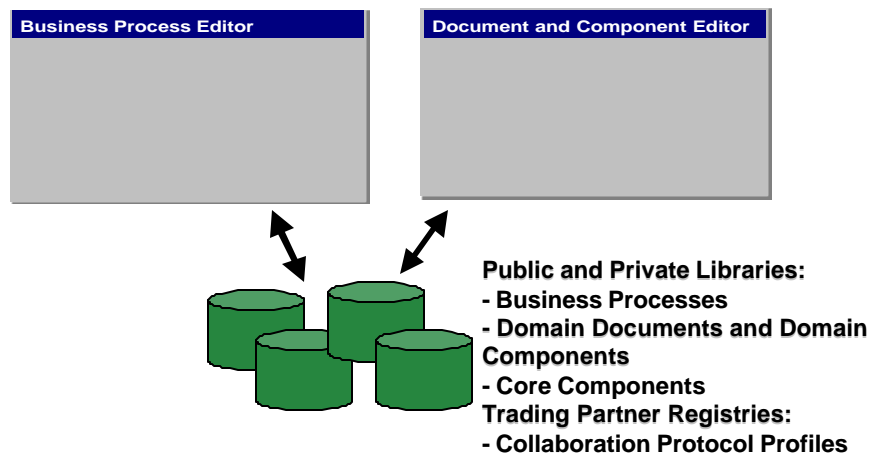 Business Process Editor
Document and Component Editor
Public and Private Libraries:
- Business Processes
- Domain Documents and Domain
Components
- Core Components
Trading Partner Registries:
- Collaboration Protocol Profiles